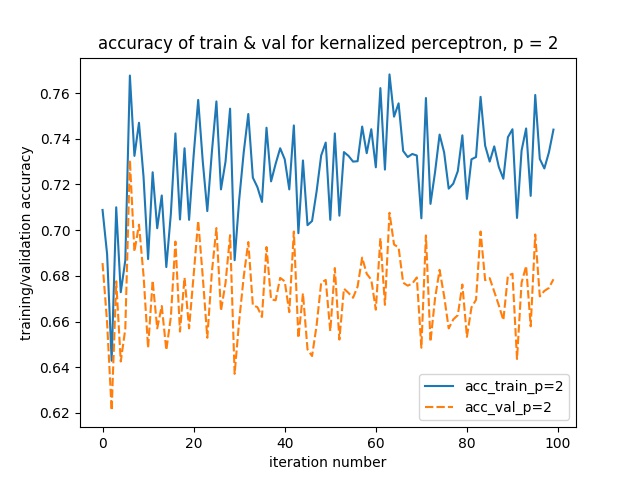 accuracy of train & val for kernalized perceptron, p = 2
training/validation accuracy
0.76
0.74
0.72
0.70
0.68
0.66
0.64
0.62
0 20 40 60 80 100
iteration number
acc_train_p=2
acc_val_p=2